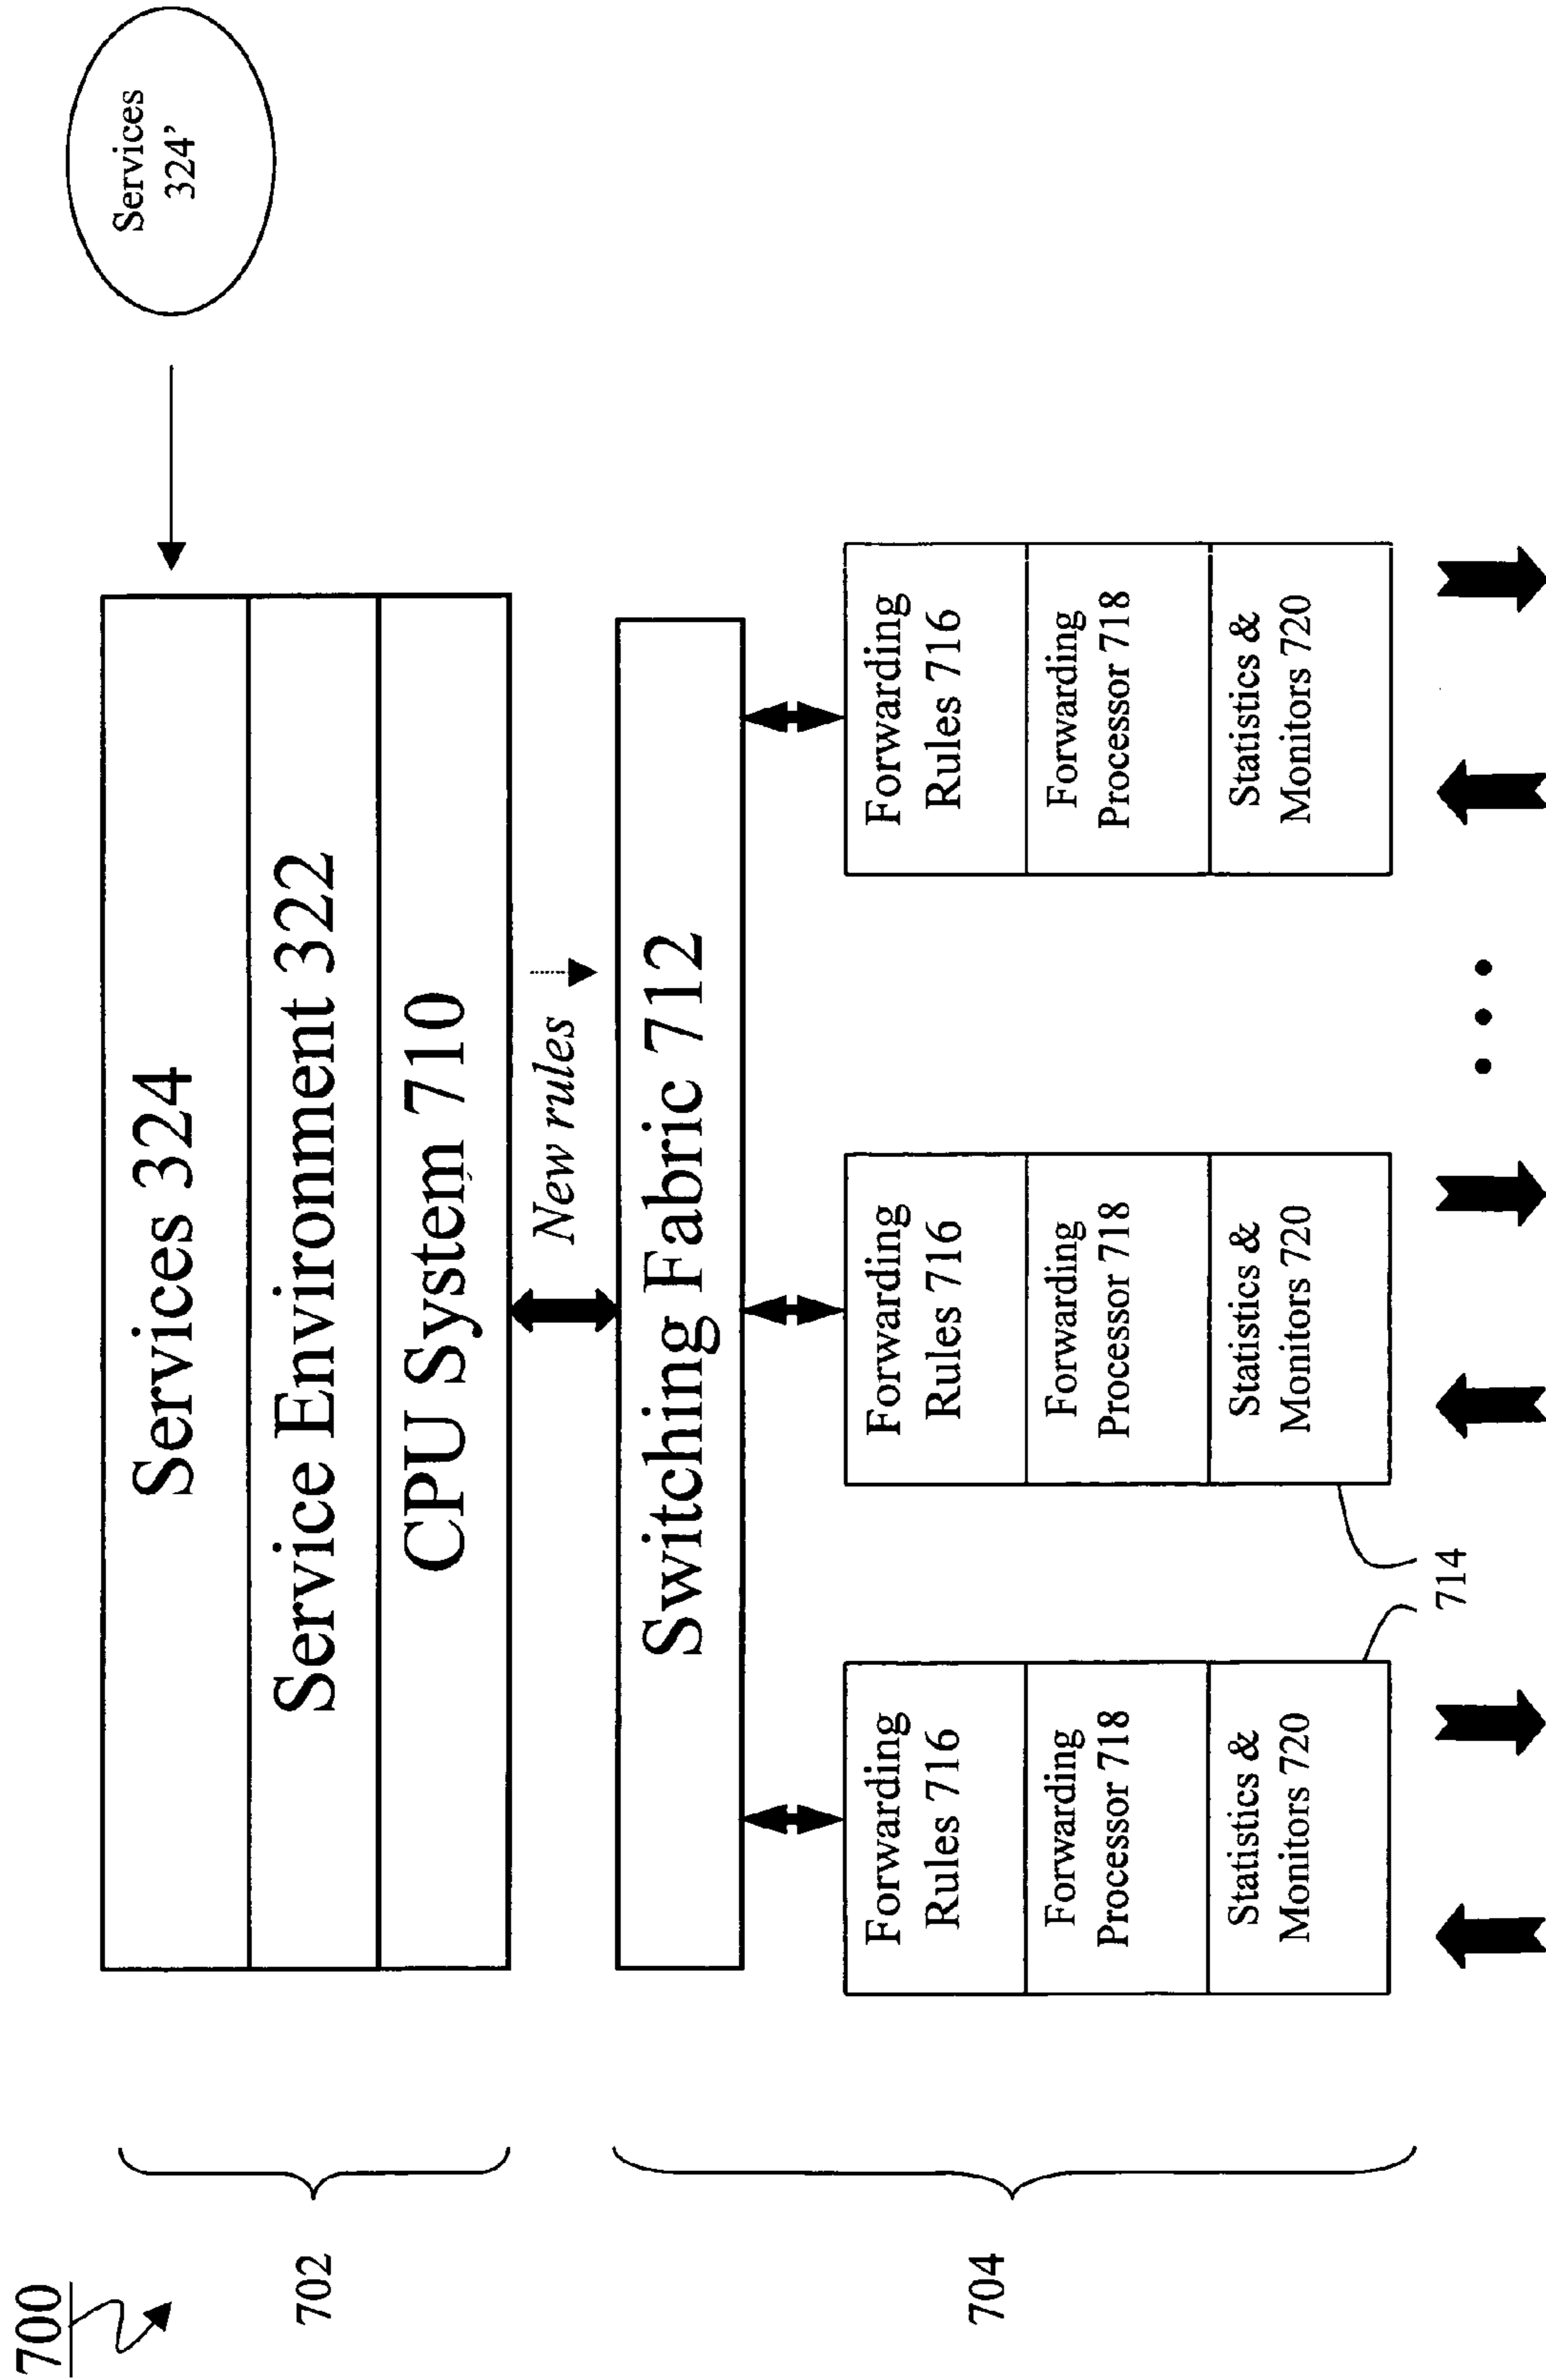 700
Services
324'
702
Services 324
Service Environment 322
CPU System 710
New rules
704
Switching Fabric 712
Forwarding
Rules 716
Forwarding
Processor 718
Statistics &
Monitors 720
Forwarding
Rules 716
Forwarding
Processor 718
Statistics &
Monitors 720
Forwarding
Rules 716
Forwarding
Processor 718
Statistics &
Monitors 720
714